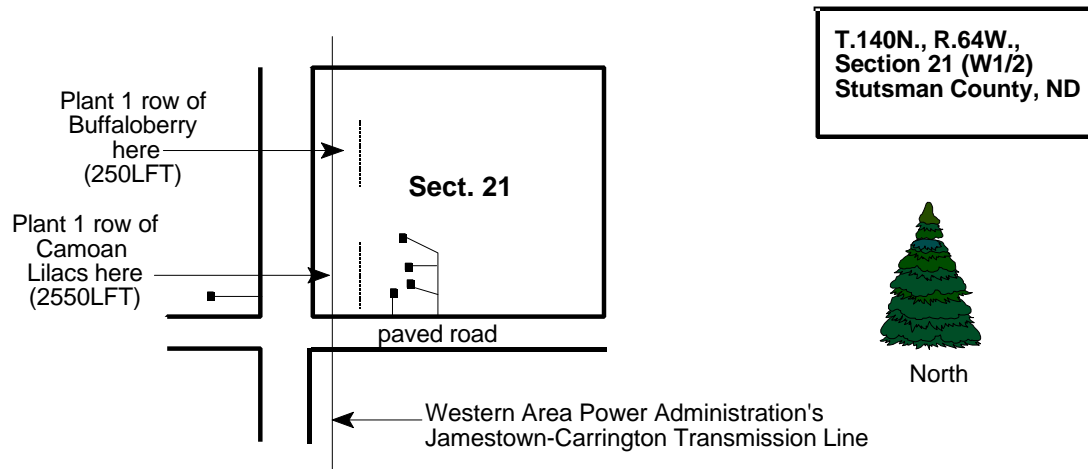 T.140N., R.64W.,
Section 21 (W1/2)
Stutsman County, ND
Plant 1 row of
Buffaloberry
here
(250LFT)
Sect. 21
Plant 1 row of
Camoan
Lilacs here
(2550LFT)
paved road
North
Western Area Power Administration's
Jamestown-Carrington Transmission Line